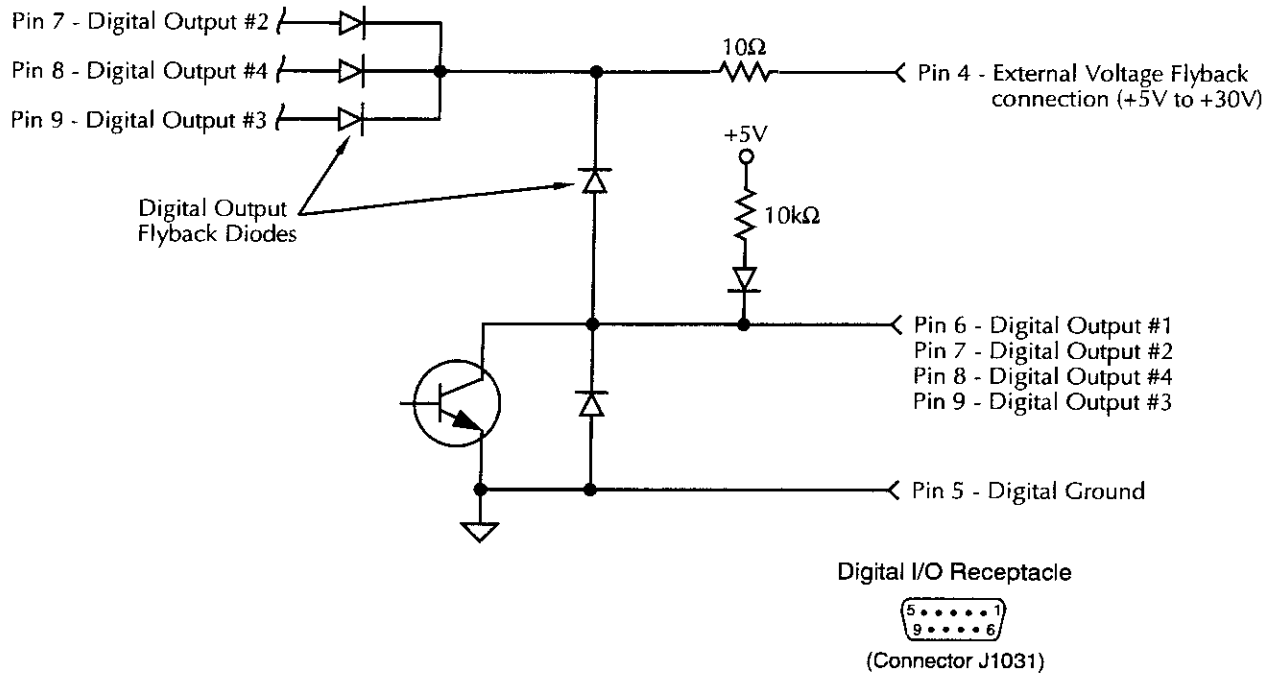 Pin 7 - Digital Output #2
Pin 8 - Digital Output #4
Pin 9 - Digital Output #3
10Ω
Pin 4 - External Voltage Flyback
connection (+5V to +30V)
+5V
10kΩ
Digital Output
Flyback Diodes
Pin 6 - Digital Output #1
Pin 7 - Digital Output #2
Pin 8 - Digital Output #4
Pin 9 - Digital Output #3
Pin 5 - Digital Ground
Digital I/O Receptacle
5 1
9 6
(Connector J1031)